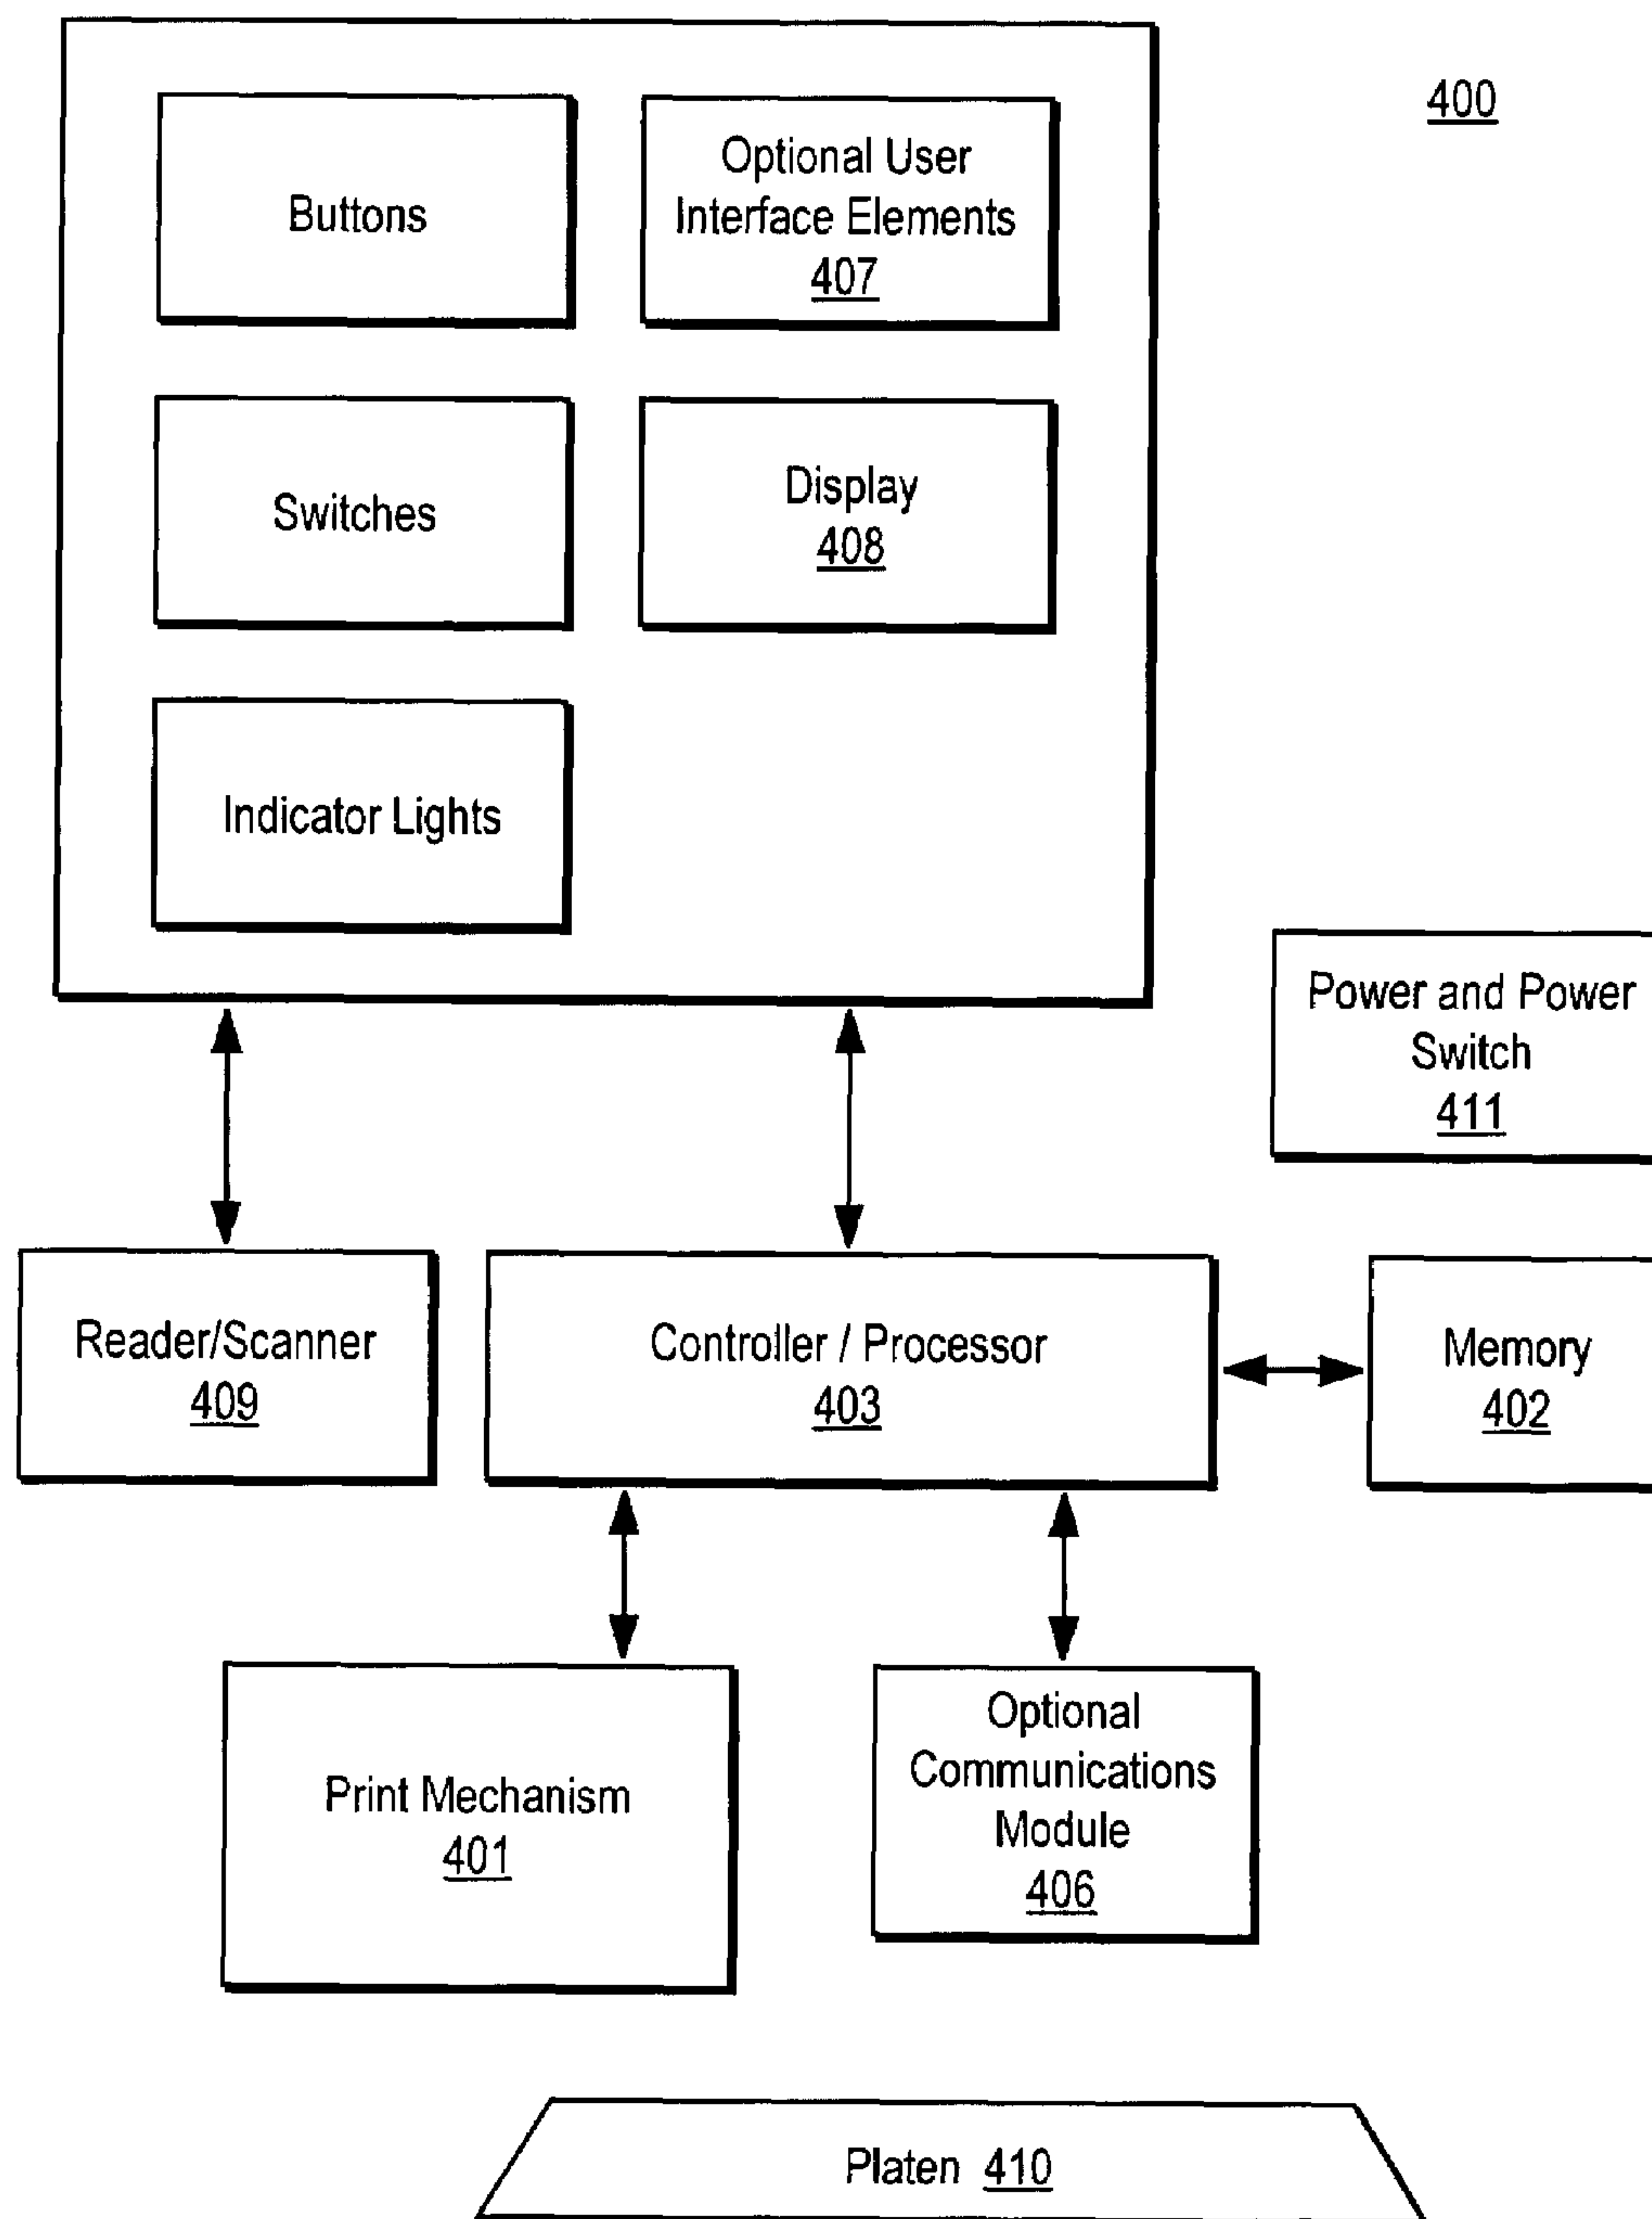 400
Buttons
Optional User
Interface Elements
407
Switches
Display
408
Indicator Lights
Power and Power
Switch
411
Reader/Scanner
409
Controller / Processor
403
Memory
402
Print Mechanism
401
Optional
Communications
Module
406
Platen 410